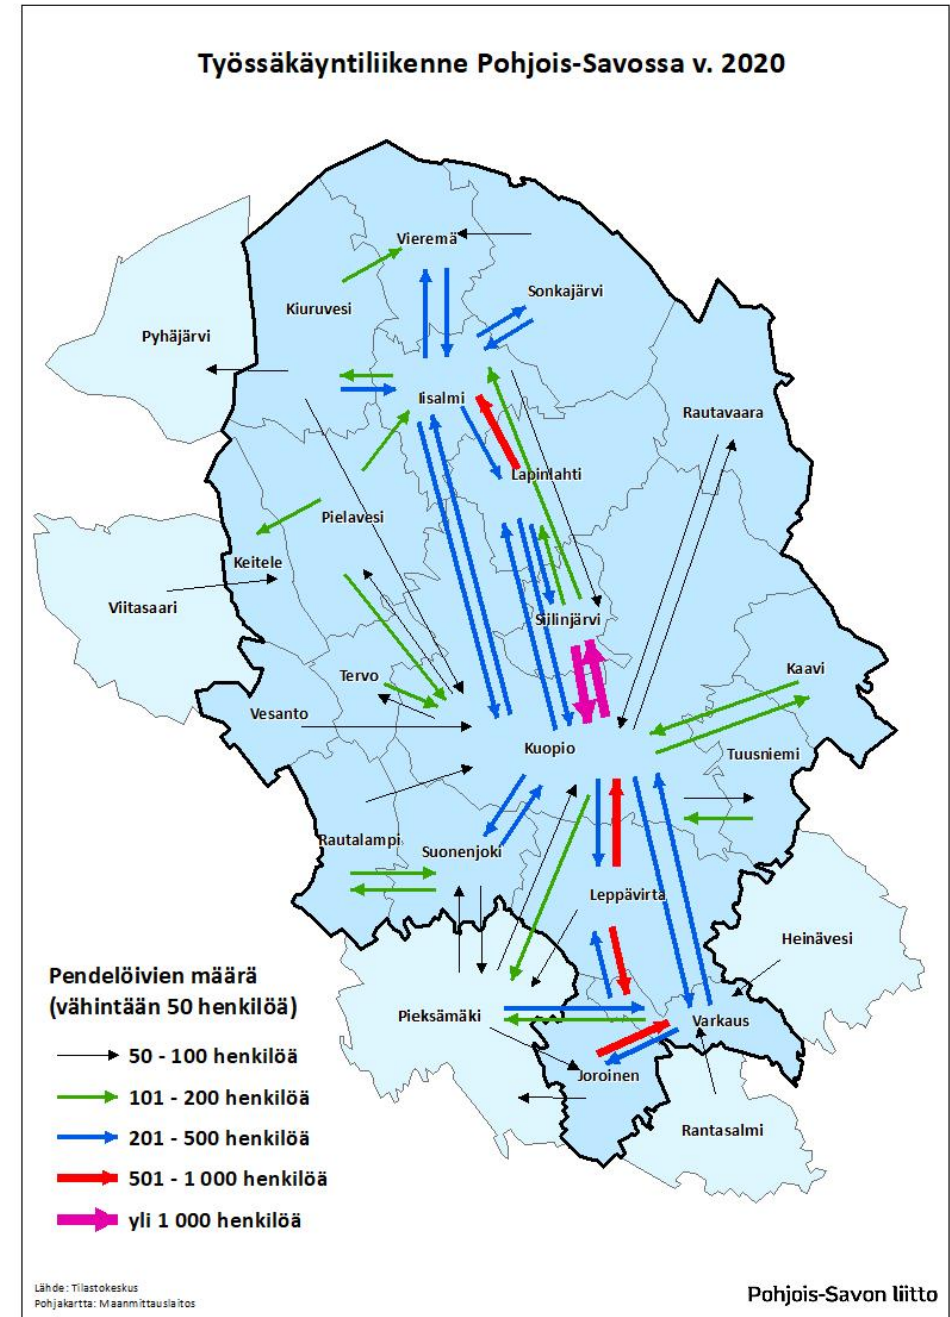 Työssäkäyntiliikenne Pohjois-Savossa v. 2020
Vieremä
Sonkajärvi
Kiuruvesi
Pyhäjärvi
Iisalmi
Rautavaara
Lapinlahti
Pielavesi
Keitele
Viitasaari
Siilinjärvi
Kaavi
Tervo
Vesanto
Kuopio
Tuusniemi
Rautalampi
Suonenjoki
Leppävirta
Heinävesi
Pieksämäki
Varkaus
Joroinen
Rantasalmi
Pendelöivien määrä
(vähintään 50 henkilöä)
50 - 100 henkilöä
101 - 200 henkilöä
201 - 500 henkilöä
501 - 1 000 henkilöä
yli 1 000 henkilöä
Lähde: Tilastokeskus
Pohjakartta: Maanmittauslaitos
Pohjois-Savon liitto